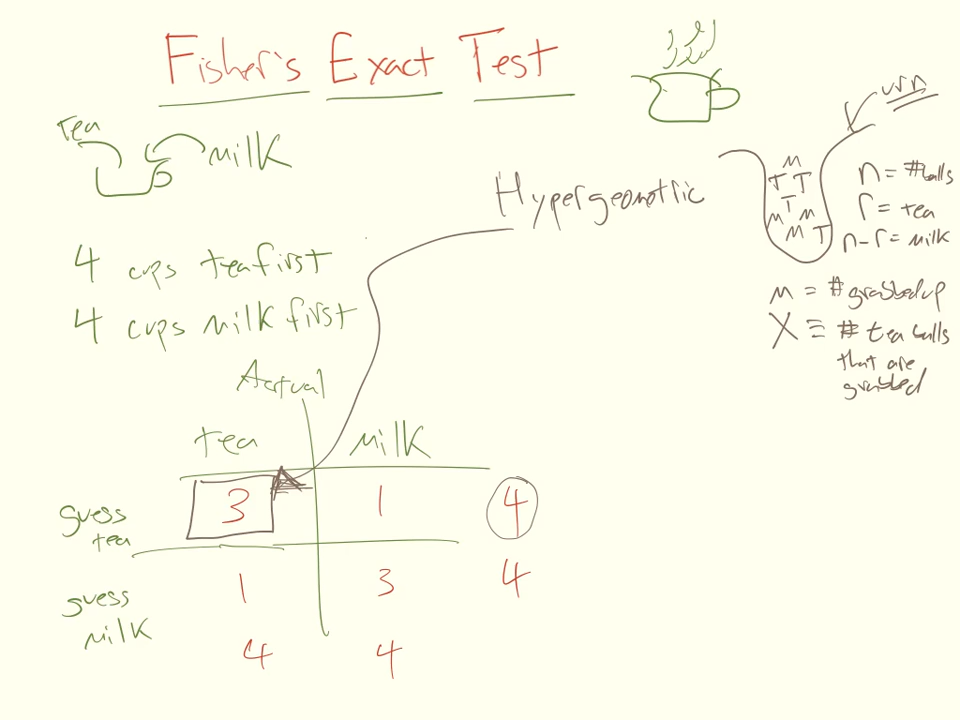 Fisher's Exact Test
tea
milk
urn
Hypergeometric
M
T T
T
M M
M T
n = # balls
r = tea
n-r = milk
m = # grabbed up
X ≡ # tea balls
that are
grabbed
4 cups tea first
4 cups milk first
Actual
tea milk
guess tea 3 1 4
guess milk 1 3 4
4 4